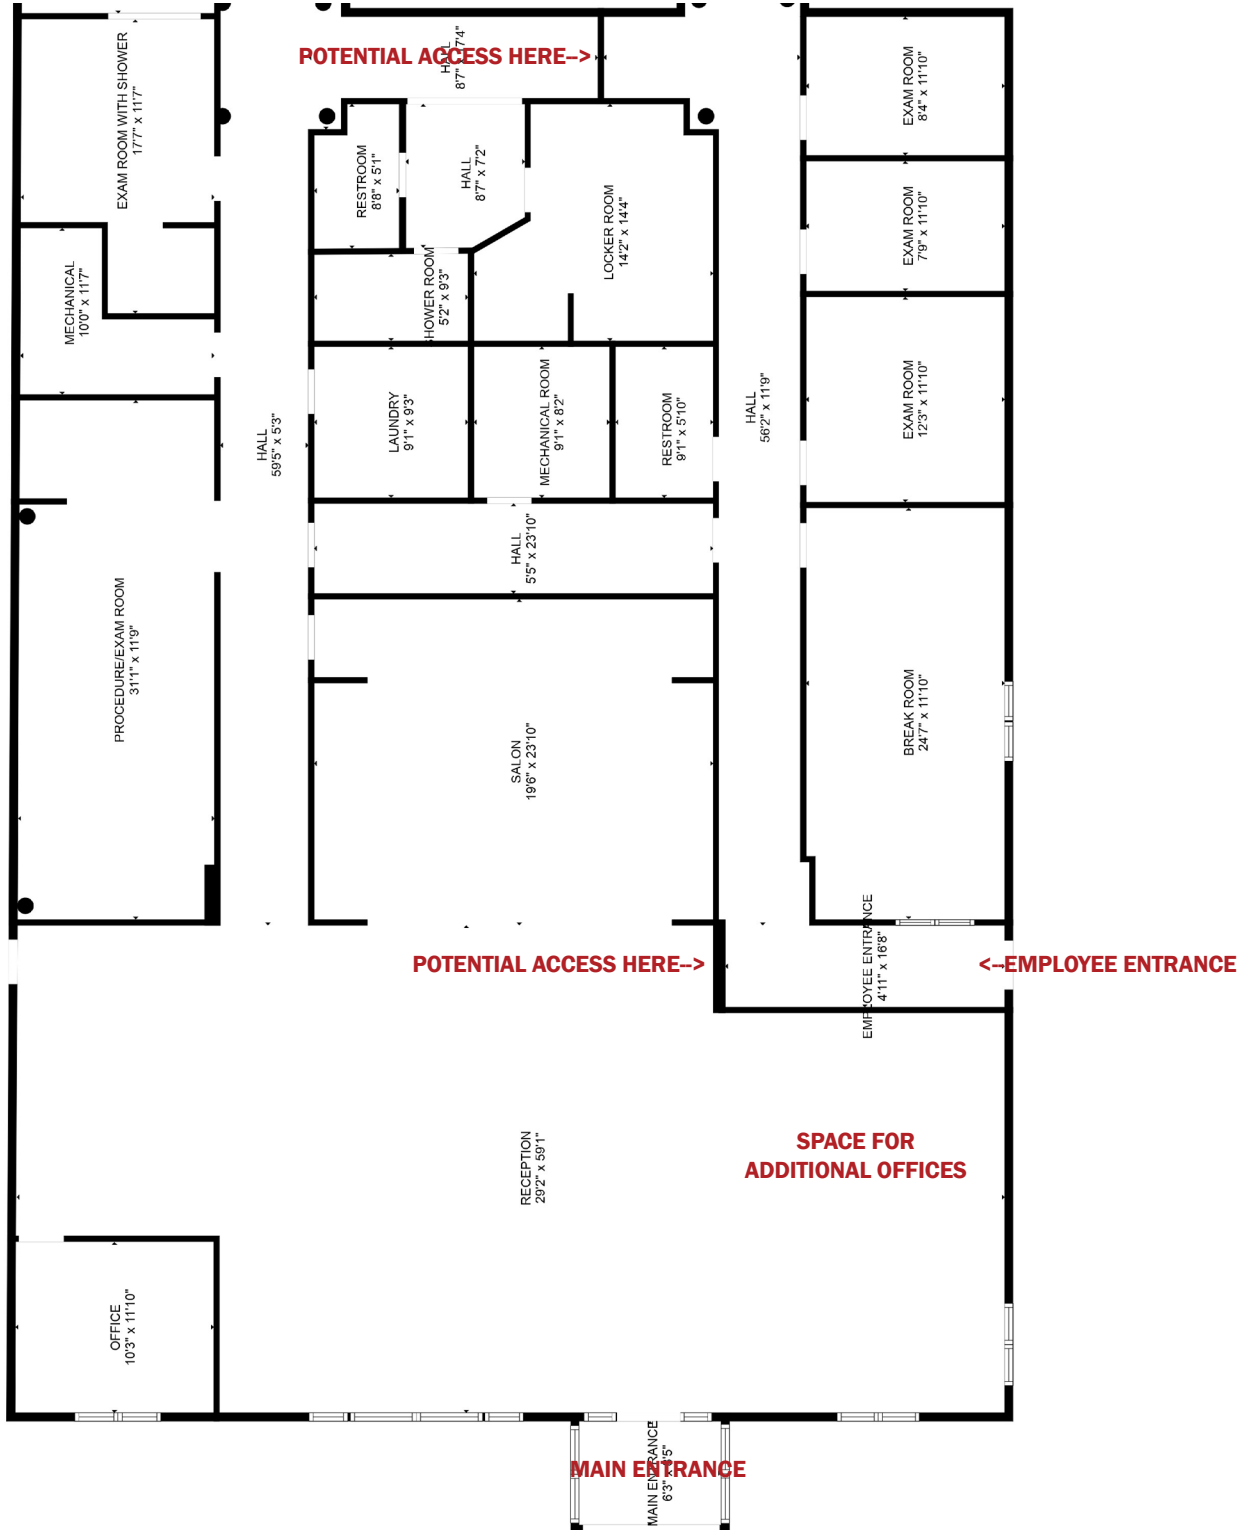 EXAM ROOM WITH SHOWER
17'7" x 11'7"
POTENTIAL ACCESS HERE-->
HALL
8'7" x 17'4"
EXAM ROOM
8'4" x 11'10"
RESTROOM
8'8" x 5'1"
HALL
8'7" x 7'2"
LOCKER ROOM
14'2" x 14'4"
EXAM ROOM
7'9" x 11'10"
MECHANICAL
10'0" x 11'7"
SHOWER ROOM
5'2" x 9'3"
HALL
59'5" x 5'3"
LAUNDRY
9'1" x 9'3"
MECHANICAL ROOM
9'1" x 8'2"
RESTROOM
9'1" x 5'10"
HALL
56'2" x 11'9"
EXAM ROOM
12'3" x 11'10"
HALL
5'5" x 23'10"
PROCEDURE/EXAM ROOM
31'1" x 11'9"
SALON
19'6" x 23'10"
BREAK ROOM
24'7" x 11'10"
POTENTIAL ACCESS HERE-->
EMPLOYEE ENTRANCE
4'11" x 16'8"
<--EMPLOYEE ENTRANCE
RECEPTION
29'2" x 59'1"
SPACE FOR
ADDITIONAL OFFICES
OFFICE
10'3" x 11'10"
MAIN ENTRANCE
MAIN ENTRANCE
6'3" x